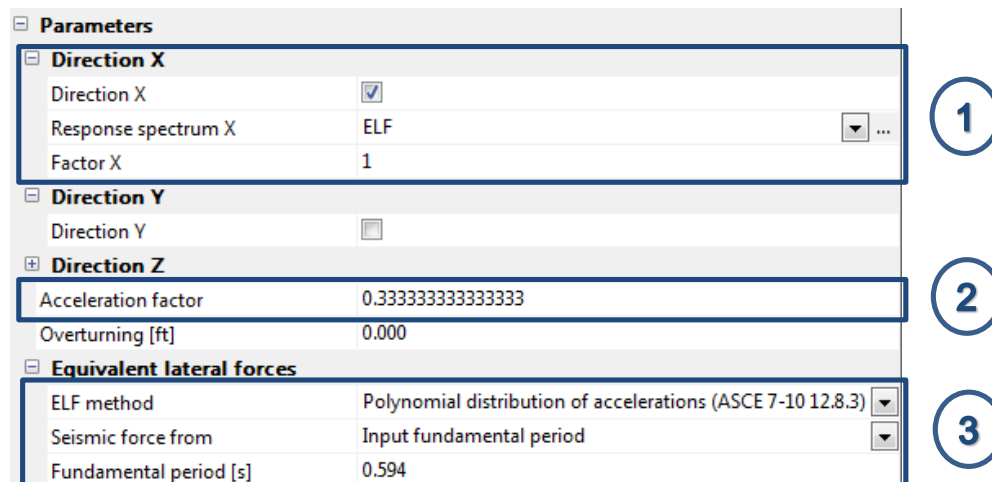 Parameters
Direction X
Direction X
Response spectrum X ELF ...
Factor X 1
1
Direction Y
Direction Y
Direction Z
Acceleration factor 0.333333333333333
2
Overturning [ft] 0.000
Equivalent lateral forces
ELF method Polynomial distribution of accelerations (ASCE 7-10 12.8.3)
Seismic force from Input fundamental period
3
Fundamental period [s] 0.594